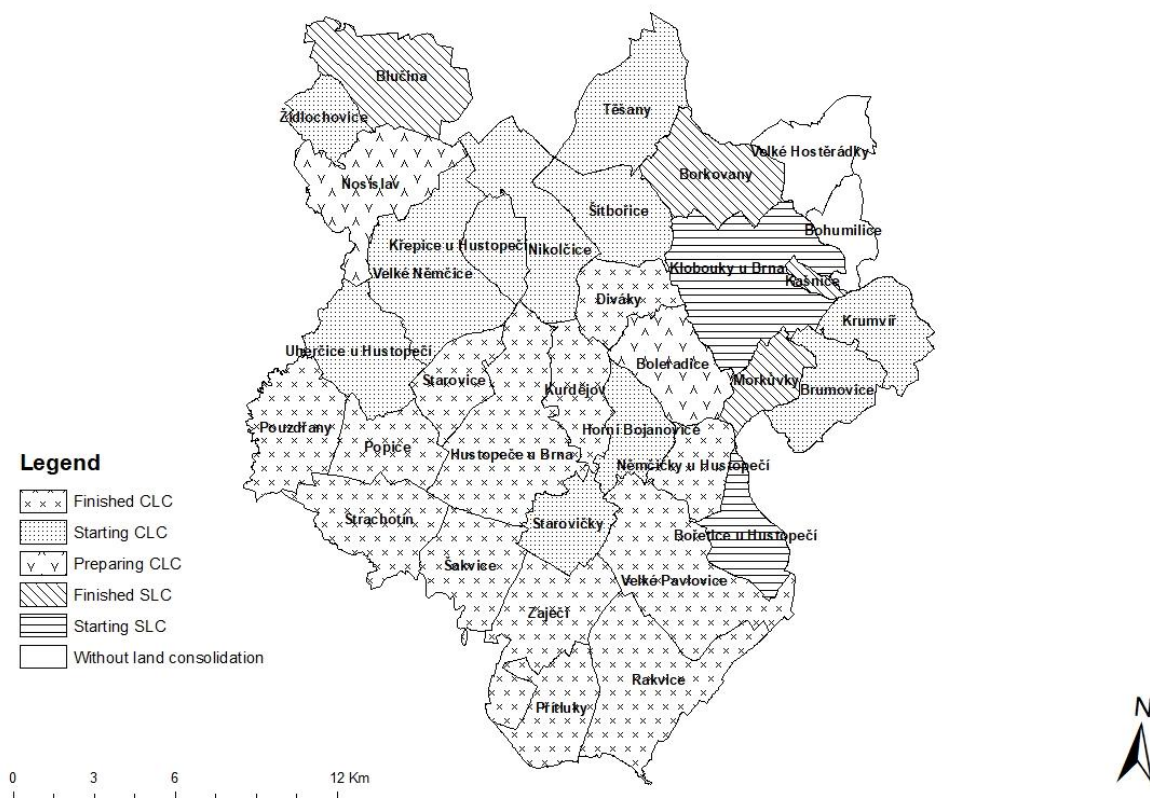 Blučina
Těšany
Židlochovice
Velké Hostěrádky
Borkovany
Nosislav
Šitbořice
Bohumilice
Křepice u Hustopečí
Nikolčice
Velké Němčice
Klobouky u Brna
Kašnice
Diváky
Krumvíř
Uherčice u Hustopečí
Boleradice
Starovice
Morkůvky
Kurdějov
Brumovice
Pouzdřany
Horní Bojanovice
Popice
Hustopeče u Brna
Němčičky u Hustopečí
Legend
Finished CLC
Starting CLC
Preparing CLC
Finished SLC
Starting SLC
Without land consolidation
Strachotín
Starovičky
Bořetice u Hustopečí
Šakvice
Velké Pavlovice
Zaječí
Rakvice
Přítluky
N
0 3 6 12 Km